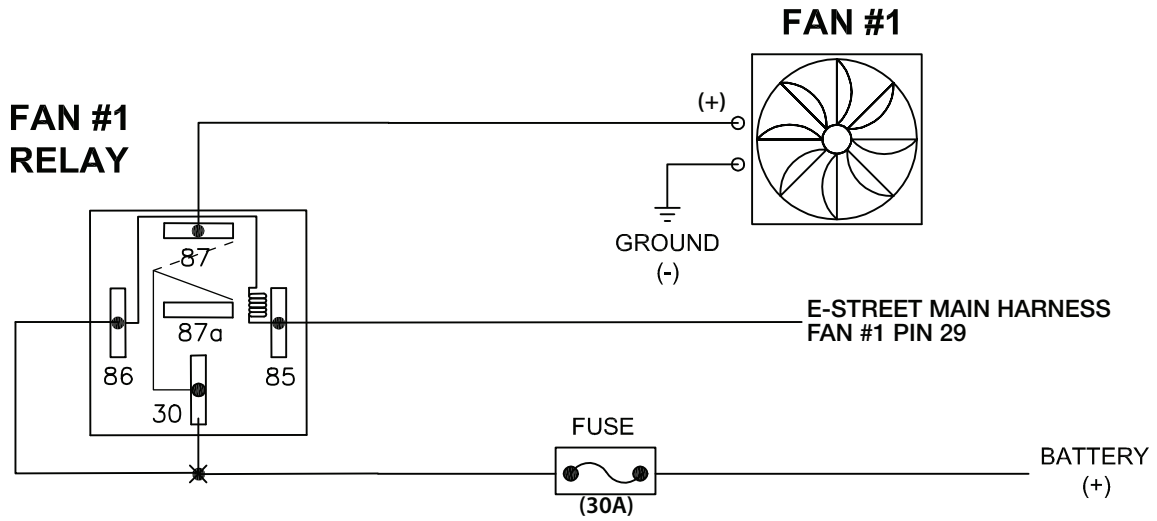 FAN #1
FAN #1
RELAY
(+)
GROUND
(-)
87
87a
86
85
30
E-STREET MAIN HARNESS
FAN #1 PIN 29
FUSE
(30A)
BATTERY
(+)